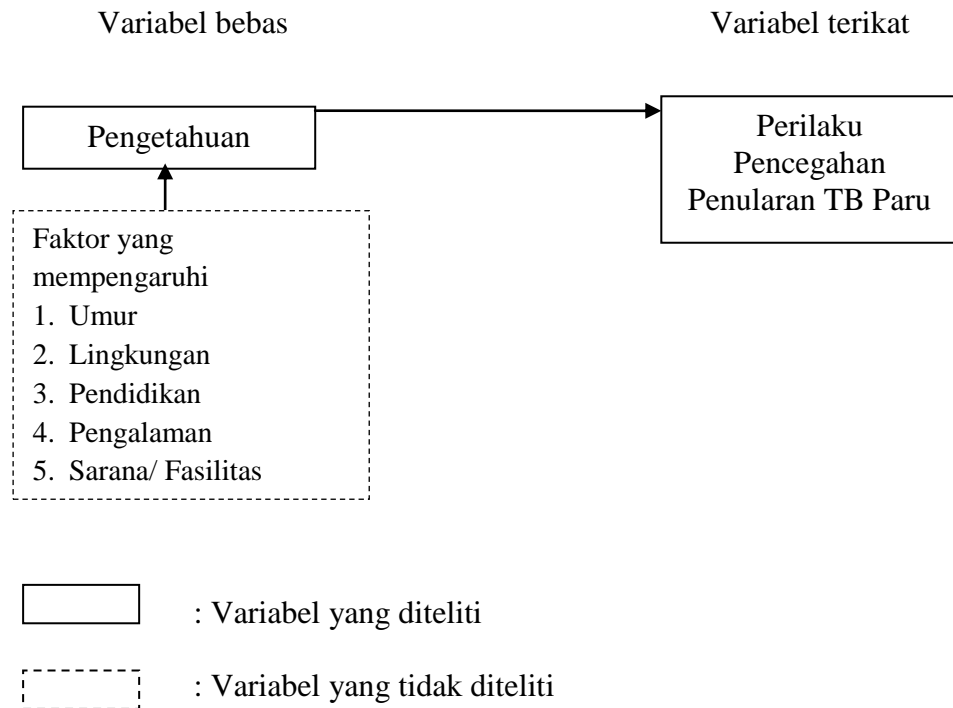 Variabel bebas
Variabel terikat
Pengetahuan
Perilaku
Pencegahan
Penularan TB Paru
Faktor yang
mempengaruhi
1. Umur
2. Lingkungan
3. Pendidikan
4. Pengalaman
5. Sarana/ Fasilitas
: Variabel yang diteliti
: Variabel yang tidak diteliti